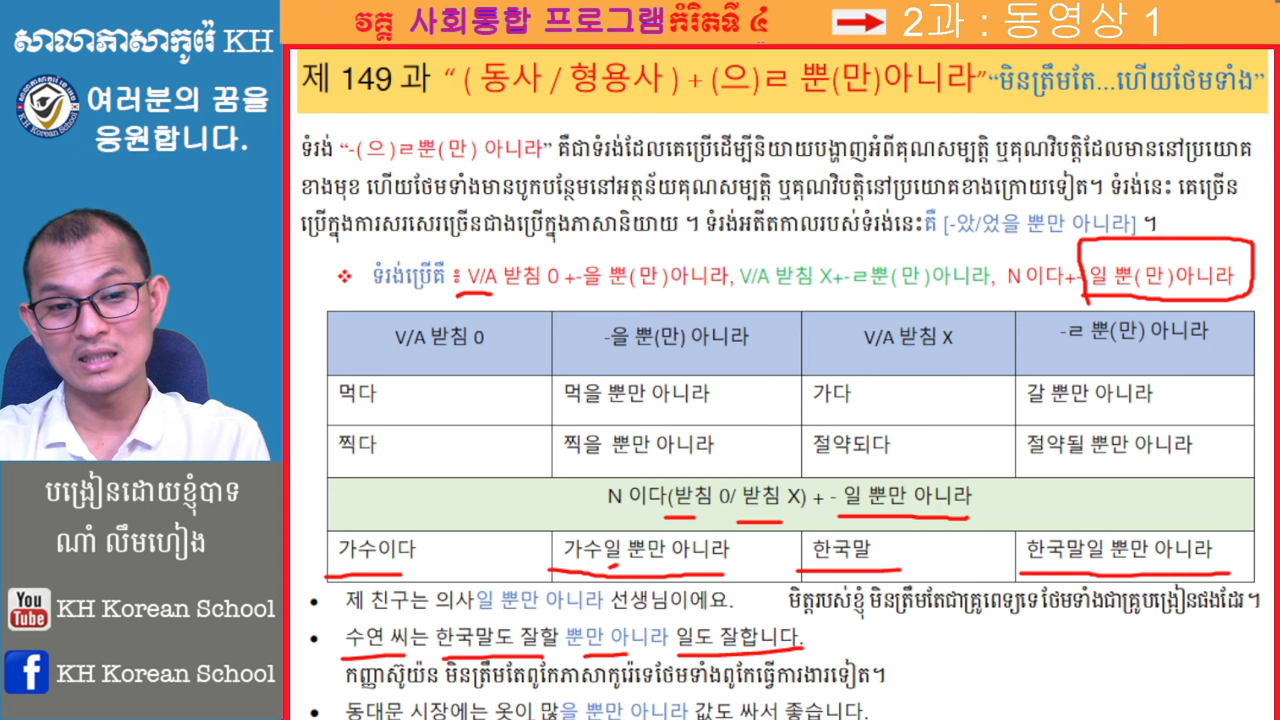 សាលាភាសាកូរ៉េ KH
여러분의 꿈을
응원합니다.
បង្រៀនដោយខ្ញុំបាទ
ណាំ លឹមហៀង
You Tube KH Korean School
f KH Korean School
វគ្គ 사회통합 프로그램កំរិតទី ៤ 2과 : 동영상 1
제 149 과 “ ( 동사 / 형용사 ) + (으)ㄹ 뿐(만)아니라”“មិនត្រឹមតែ...ហើយថែមទាំង”
ទំរង់ “-(으)ㄹ뿐(만) 아니라” គឺជាទំរង់ដែលគេប្រើដើម្បីនិយាយបង្ហាញអំពីគុណសម្បត្តិ ឬគុណវិបត្តិដែលមាននៅប្រយោគ
ខាងមុខ ហើយថែមទាំងមានបូកបន្ថែមនៅអត្ថន័យគុណសម្បត្តិ ឬគុណវិបត្តិនៅប្រយោគខាងក្រោយទៀត។ ទំរង់នេះ គេច្រើន
ប្រើក្នុងការសរសេរច្រើនជាងប្រើក្នុងភាសានិយាយ ។ ទំរង់អតីតកាលរបស់ទំរង់នេះគឺ [-았/었을 뿐만 아니라] ។
❖ ទំរង់ប្រើគឺ ៖ V/A 받침 0 +-을 뿐(만)아니라, V/A 받침 X+-ㄹ뿐(만)아니라, N 이다+- 일 뿐(만)아니라
V/A 받침 0 -을 뿐(만) 아니라 V/A 받침 X -ㄹ 뿐(만) 아니라
먹다 먹을 뿐만 아니라 가다 갈 뿐만 아니라
찍다 찍을 뿐만 아니라 절약되다 절약될 뿐만 아니라
N 이다(받침 0/ 받침 X) + - 일 뿐만 아니라
가수이다 가수일 뿐만 아니라 한국말 한국말일 뿐만 아니라
• 제 친구는 의사일 뿐만 아니라 선생님이에요. មិត្តរបស់ខ្ញុំ មិនត្រឹមតែជាគ្រូពេទ្យទេ ថែមទាំងជាគ្រូបង្រៀនផងដែរ។
• 수연 씨는 한국말도 잘할 뿐만 아니라 일도 잘합니다.
កញ្ញាស៊ូយ៉ន មិនត្រឹមតែពូកែភាសាកូរ៉េទេថែមទាំងពូកែធ្វើការងារទៀត។
• 동대문 시장에는 옷이 많을 뿐만 아니라 값도 싸서 좋습니다.